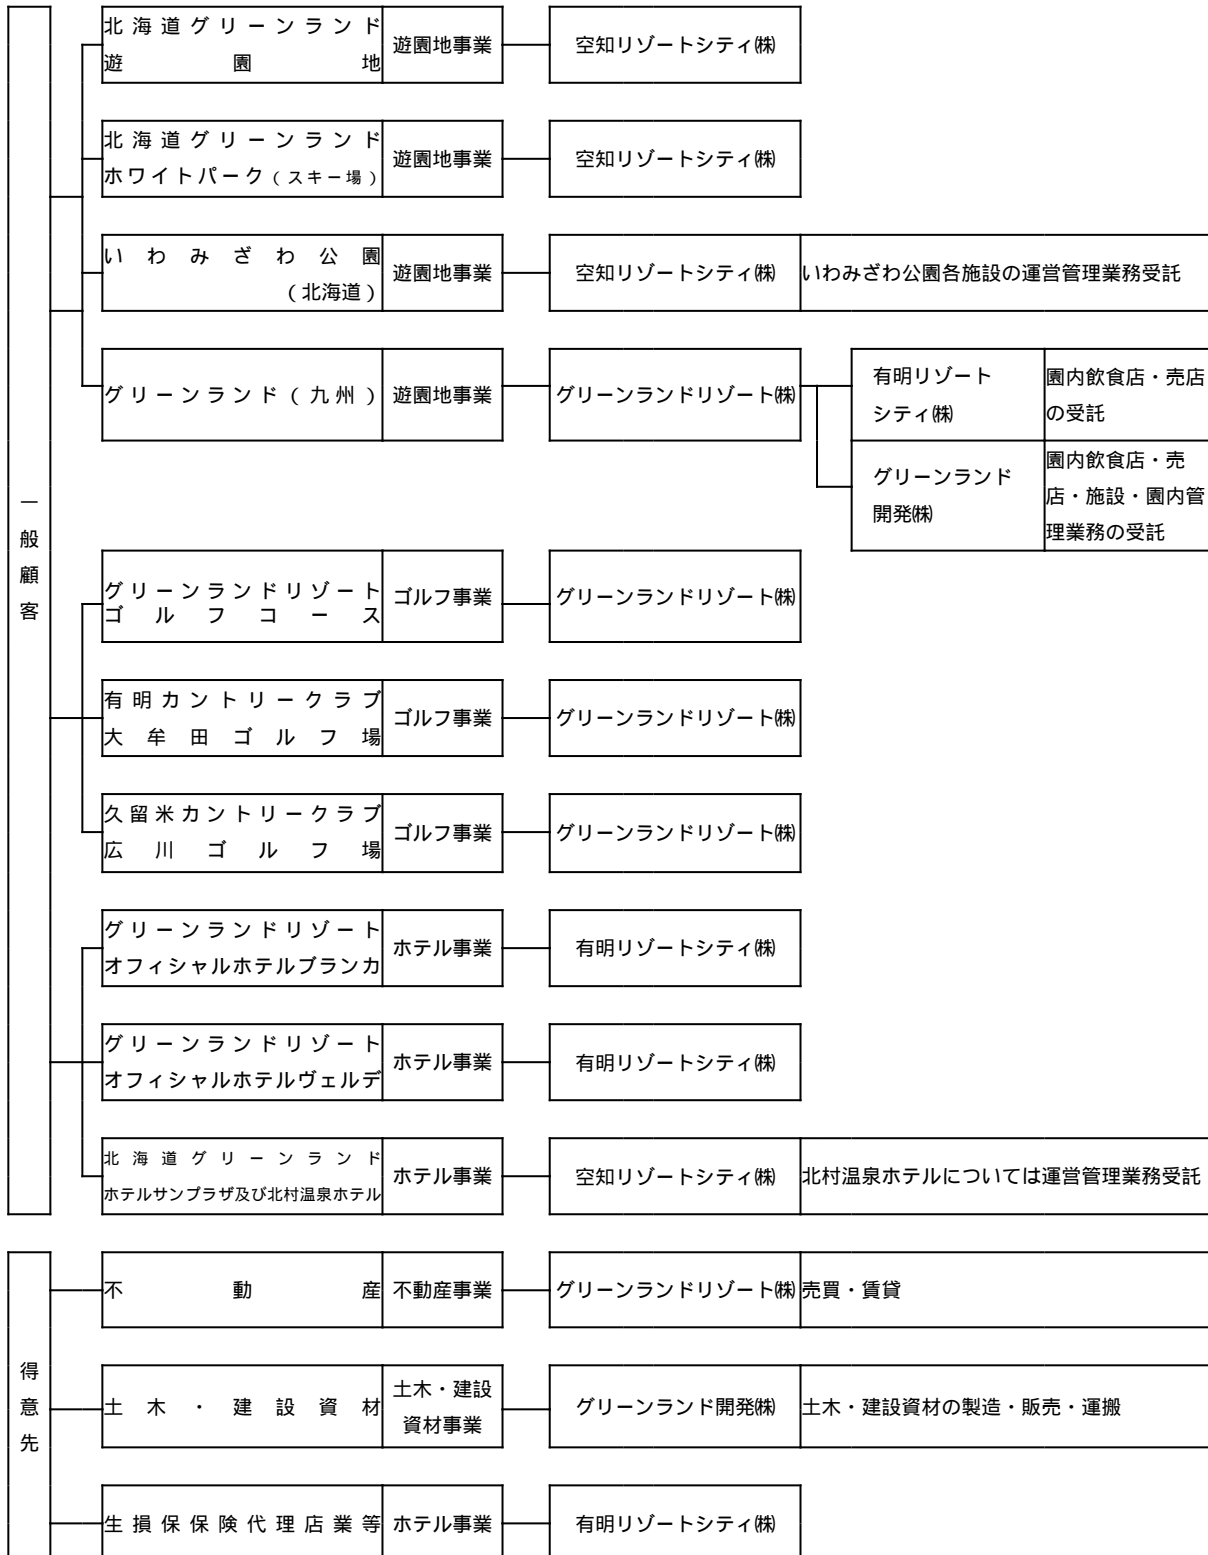 一般顧客
北海道グリーンランド
遊園地
遊園地事業
空知リゾートシティ㈱
北海道グリーンランド
ホワイトパーク（スキー場）
遊園地事業
空知リゾートシティ㈱
いわみざわ公園
（北海道）
遊園地事業
空知リゾートシティ㈱
いわみざわ公園各施設の運営管理業務受託
グリーンランド（九州）
遊園地事業
グリーンランドリゾート㈱
有明リゾート
シティ㈱
園内飲食店・売店
の受託
グリーンランド
開発㈱
園内飲食店・売
店・施設・園内管
理業務の受託
グリーンランドリゾート
ゴルフコース
ゴルフ事業
グリーンランドリゾート㈱
有明カントリークラブ
大牟田ゴルフ場
ゴルフ事業
グリーンランドリゾート㈱
久留米カントリークラブ
広川ゴルフ場
ゴルフ事業
グリーンランドリゾート㈱
グリーンランドリゾート
オフィシャルホテルブランカ
ホテル事業
有明リゾートシティ㈱
グリーンランドリゾート
オフィシャルホテルヴェルデ
ホテル事業
有明リゾートシティ㈱
北海道グリーンランド
ホテルサンプラザ及び北村温泉ホテル
ホテル事業
空知リゾートシティ㈱
北村温泉ホテルについては運営管理業務受託
得意先
不動産
不動産事業
グリーンランドリゾート㈱
売買・賃貸
土木・建設資材
土木・建設
資材事業
グリーンランド開発㈱
土木・建設資材の製造・販売・運搬
生損保保険代理店業等
ホテル事業
有明リゾートシティ㈱